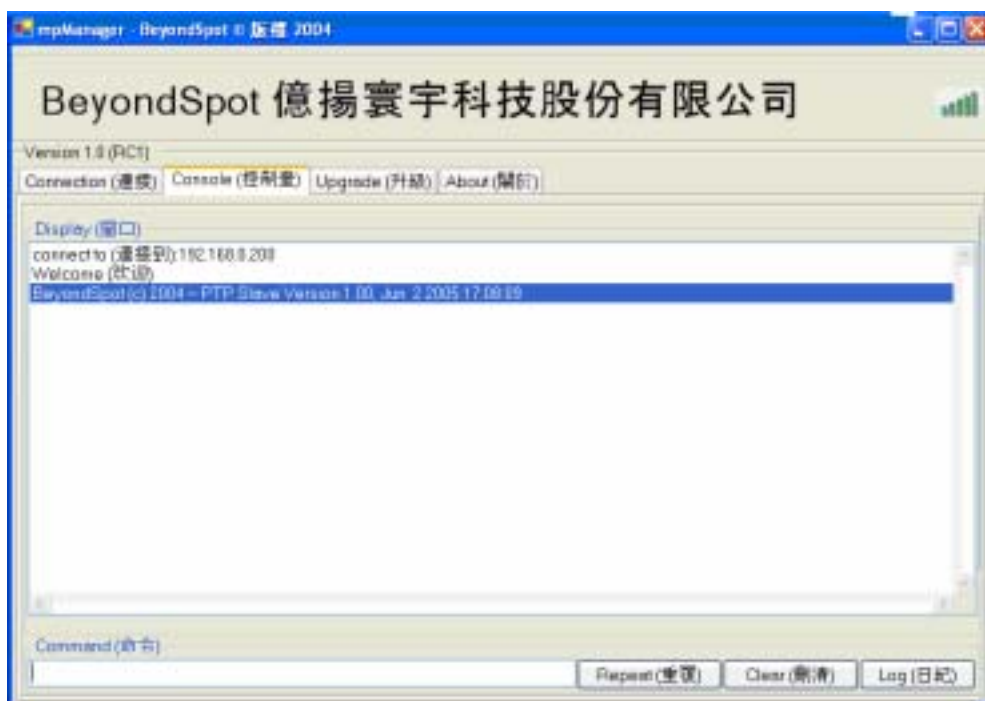 mpManager - BeyondSpot © 版權 2004
BeyondSpot 億揚寰宇科技股份有限公司
Version 1.0 (RC1)
Connection (連接) Console (控制臺) Upgrade (升級) About (關於)
Display (窗口)
connect to (連接到):192.168.0.200
Welcome (欢迎)
BeyondSpot (c) 2004 -- PTP Slave Version 1.00, Jun 2 2005 17:08:09
Command (命令)
Repeat (重復) Clear (刪清) Log (日紀)